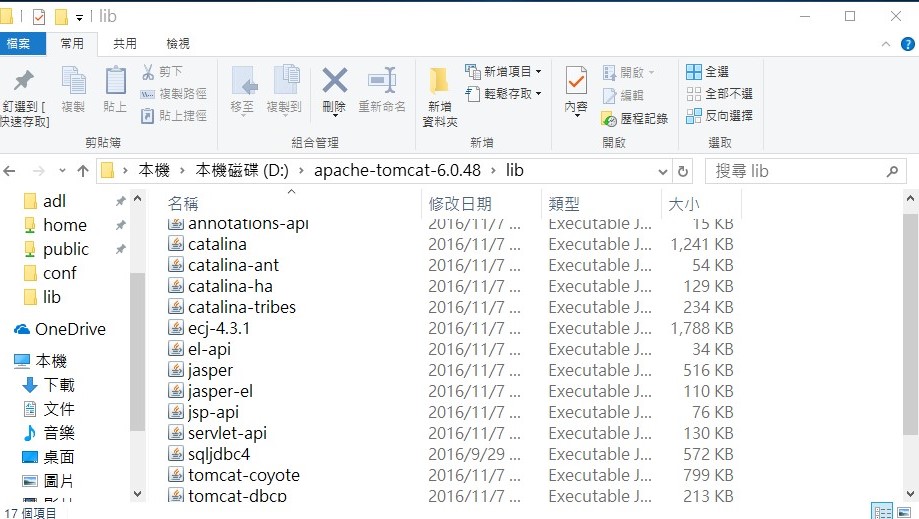 lib
檔案 常用 共用 檢視
釘選到 [快速存取]
複製
貼上
剪下
複製路徑
貼上捷徑
剪貼簿
移至
複製到
刪除
重新命名
組合管理
新增資料夾
新增項目
輕鬆存取
新增
內容
開啟
編輯
歷程記錄
開啟
全選
全部不選
反向選擇
選取
本機 > 本機磁碟 (D:) > apache-tomcat-6.0.48 > lib
搜尋 lib
adl
home
public
conf
lib
OneDrive
本機
下載
文件
音樂
桌面
圖片
影片
名稱 修改日期 類型 大小
annotations-api 2016/11/7 ... Executable J... 15 KB
catalina 2016/11/7 ... Executable J... 1,241 KB
catalina-ant 2016/11/7 ... Executable J... 54 KB
catalina-ha 2016/11/7 ... Executable J... 129 KB
catalina-tribes 2016/11/7 ... Executable J... 234 KB
ecj-4.3.1 2016/11/7 ... Executable J... 1,788 KB
el-api 2016/11/7 ... Executable J... 34 KB
jasper 2016/11/7 ... Executable J... 516 KB
jasper-el 2016/11/7 ... Executable J... 110 KB
jsp-api 2016/11/7 ... Executable J... 76 KB
servlet-api 2016/11/7 ... Executable J... 130 KB
sqljdbc4 2016/9/29 ... Executable J... 572 KB
tomcat-coyote 2016/11/7 ... Executable J... 799 KB
tomcat-dbcp 2016/11/7 ... Executable J... 213 KB
17 個項目